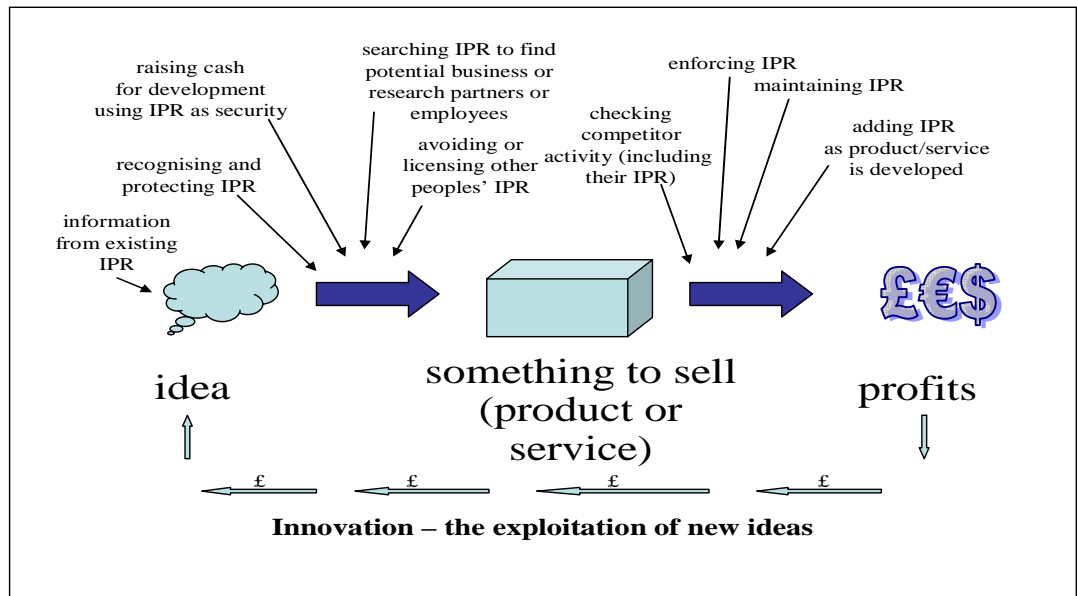 raising cash
for development
using IPR as security
searching IPR to find
potential business or
research partners or
employees
enforcing IPR
maintaining IPR
checking
competitor
activity (including
their IPR)
adding IPR
as product/service
is developed
recognising and
protecting IPR
avoiding or
licensing other
peoples’ IPR
information
from existing
IPR
£€$
idea
something to sell
(product or
service)
profits
£ £ £ £
Innovation – the exploitation of new ideas